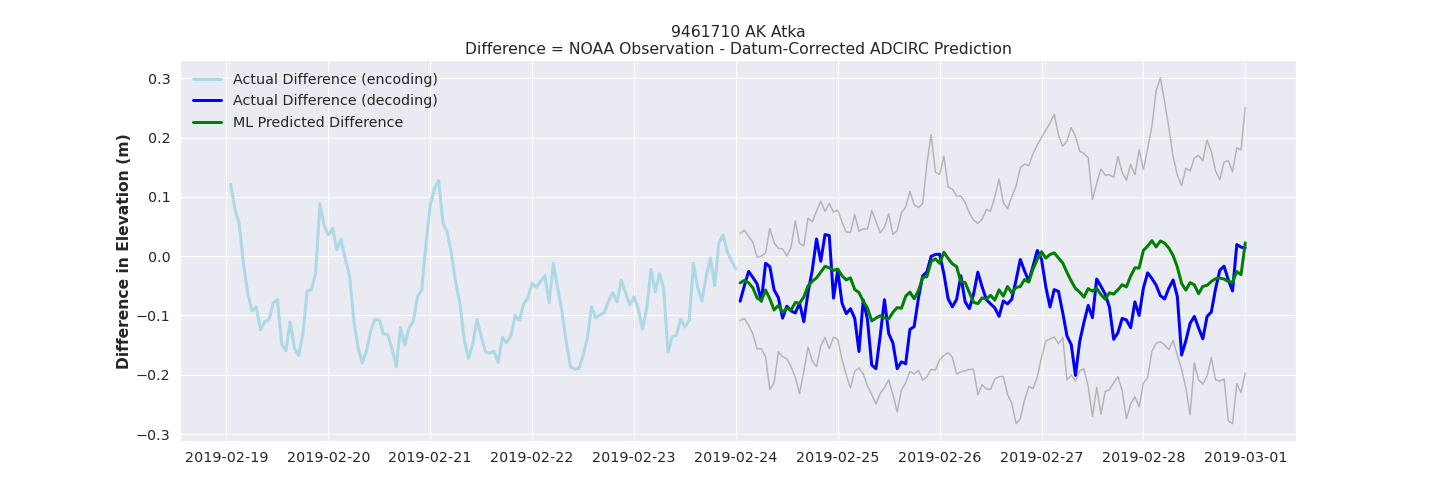 9461710 AK Atka
Difference = NOAA Observation - Datum-Corrected ADCIRC Prediction
Actual Difference (encoding)
Actual Difference (decoding)
ML Predicted Difference
Difference in Elevation (m)
0.3
0.2
0.1
0.0
−0.1
−0.2
−0.3
2019-02-19 2019-02-20 2019-02-21 2019-02-22 2019-02-23 2019-02-24 2019-02-25 2019-02-26 2019-02-27 2019-02-28 2019-03-01